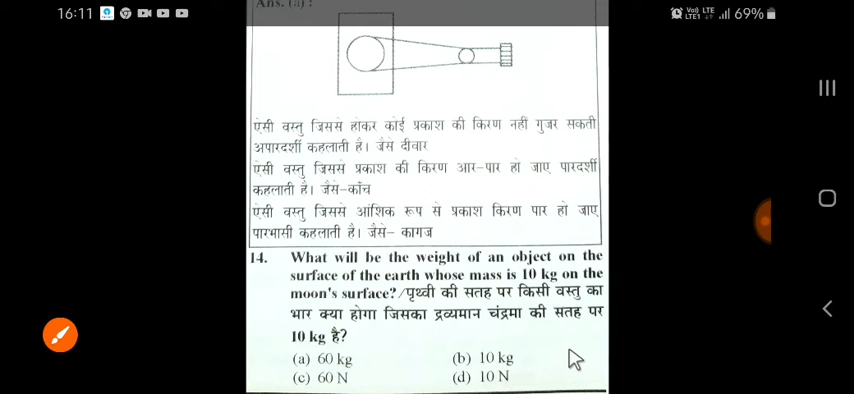 16:11
Vo) LTE
LTE1
69%
Ans. (a) :
ऐसी वस्तु जिससे होकर कोई प्रकाश की किरण नहीं गुजर सकती
अपारदर्शी कहलाती है। जैसे दीवार
ऐसी वस्तु जिससे प्रकाश की किरण आर-पार हो जाए पारदर्शी
कहलाती है। जैसे-काँच
ऐसी वस्तु जिससे आंशिक रूप से प्रकाश किरण पार हो जाए
पारभासी कहलाती है। जैसे- कागज
14. What will be the weight of an object on the
surface of the earth whose mass is 10 kg on the
moon's surface?/पृथ्वी की सतह पर किसी वस्तु का
भार क्या होगा जिसका द्रव्यमान चंद्रमा की सतह पर
10 kg है?
(a) 60 kg (b) 10 kg
(c) 60 N (d) 10 N